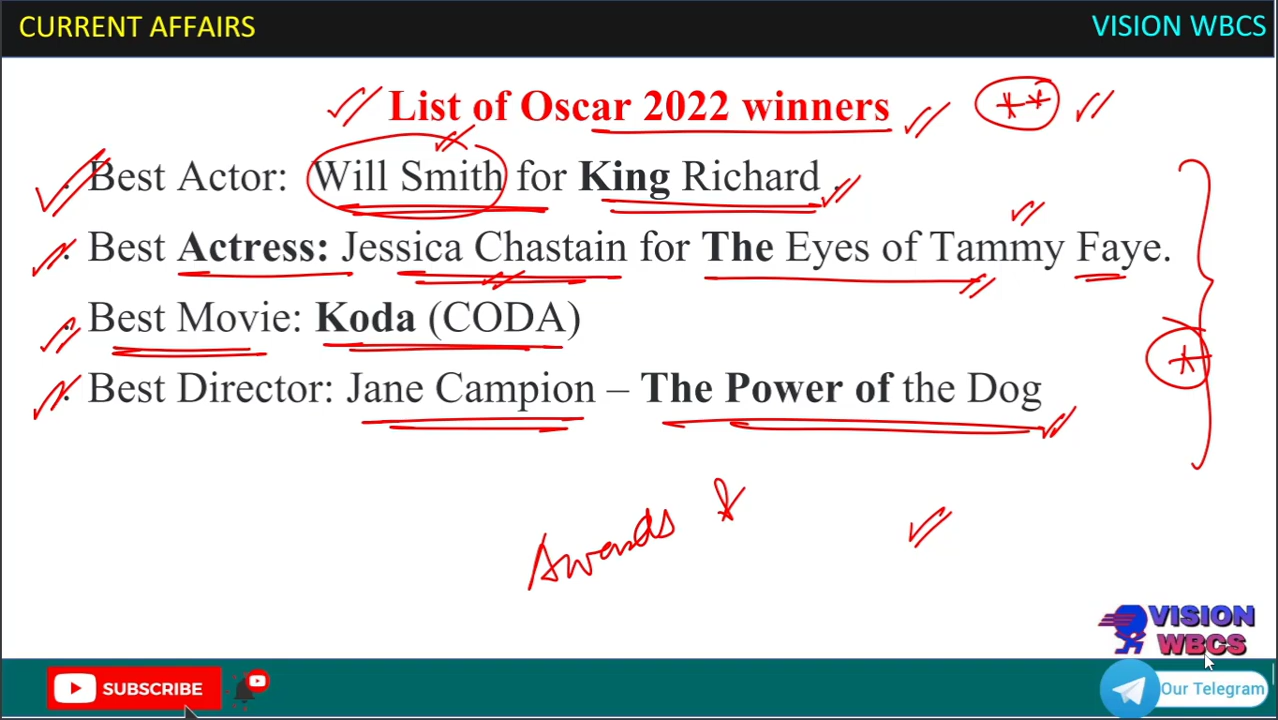 CURRENT AFFAIRS
VISION WBCS
List of Oscar 2022 winners
. Best Actor: Will Smith for King Richard .
. Best Actress: Jessica Chastain for The Eyes of Tammy Faye.
. Best Movie: Koda (CODA)
. Best Director: Jane Campion – The Power of the Dog
Awards
VISION
WBCS
SUBSCRIBE
Our Telegram